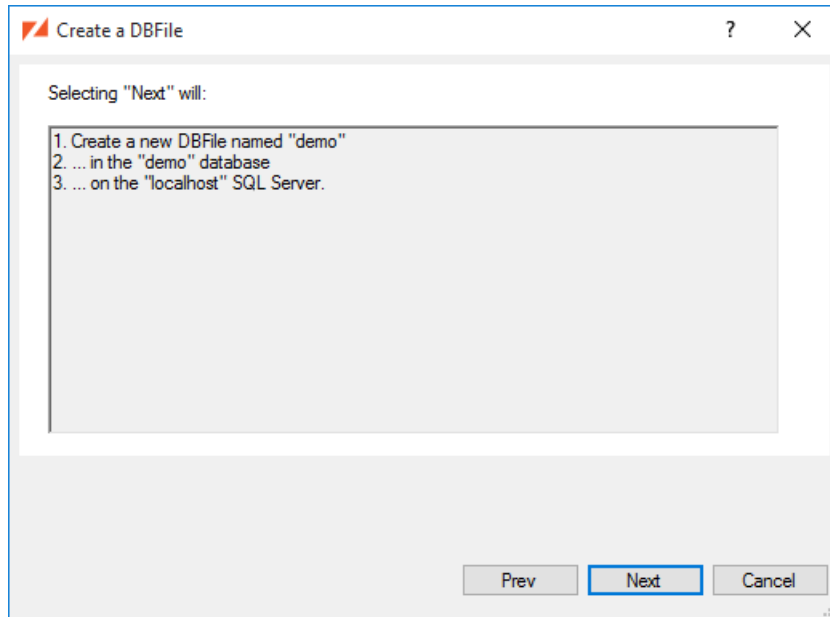 Create a DBFile
?
Selecting "Next" will:
1. Create a new DBFile named "demo"
2. ... in the "demo" database
3. ... on the "localhost" SQL Server.
Prev Next Cancel